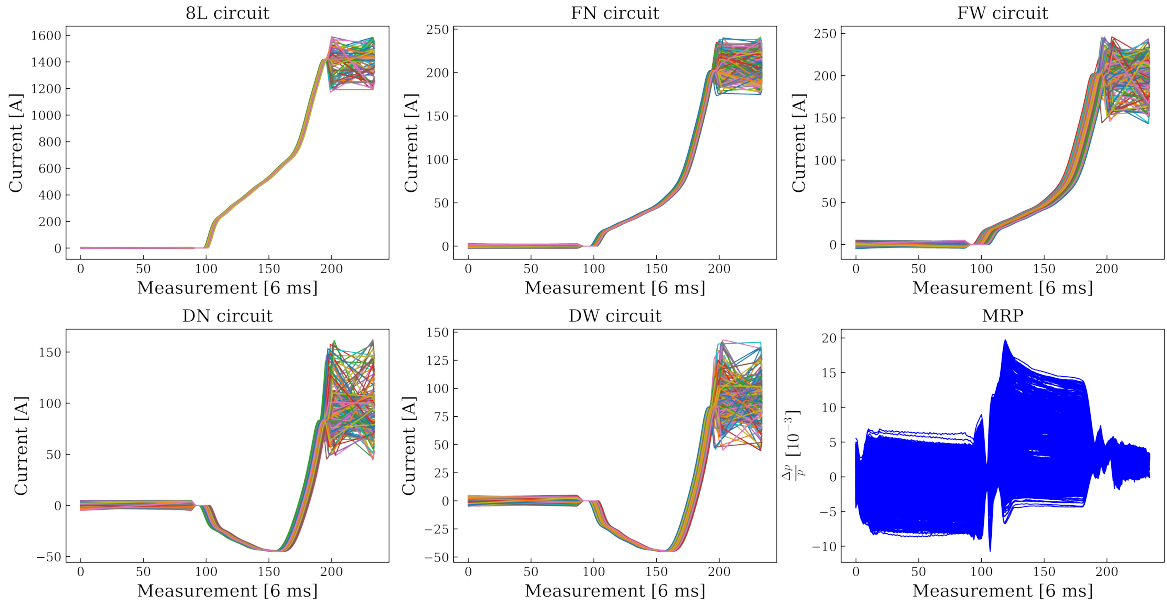 8L circuit
1600
1400
1200
1000
800
600
400
200
0
Current [A]
0 50 100 150 200
Measurement [6 ms]
FN circuit
250
200
150
100
50
0
Current [A]
0 50 100 150 200
Measurement [6 ms]
FW circuit
250
200
150
100
50
0
Current [A]
0 50 100 150 200
Measurement [6 ms]
DN circuit
150
100
50
0
−50
Current [A]
0 50 100 150 200
Measurement [6 ms]
DW circuit
150
125
100
75
50
25
0
−25
−50
Current [A]
0 50 100 150 200
Measurement [6 ms]
MRP
20
15
10
5
0
−5
−10
Δp/p [10⁻³]
0 50 100 150 200
Measurement [6 ms]